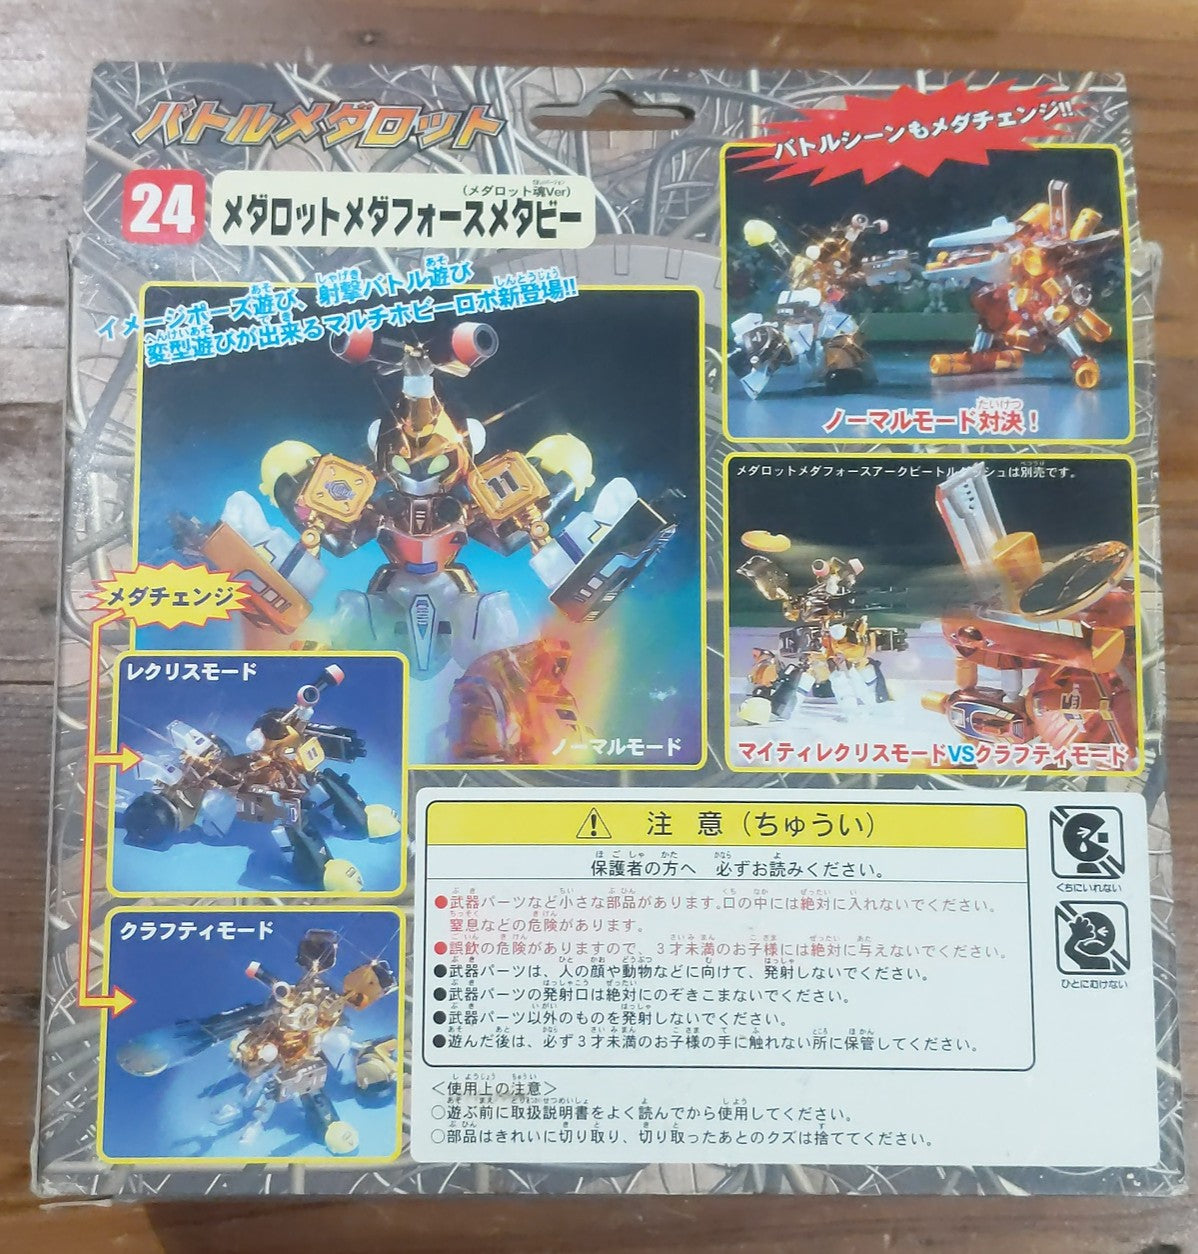 バトルメダロット
24
(メダロット魂Ver)
メダロットメダフォースメタビー
イメージポーズ遊び、射撃バトル遊び
変型遊びが出来るマルチホビーロボ新登場!!
11
ノーマルモード
メダチェンジ
レクリスモード
クラフティモード
バトルシーンもメダチェンジ!!
ノーマルモード対決!
メダロットメダフォースアークビートルダッシュは別売です。
マイティレクリスモードVSクラフティモード
注意(ちゅうい)
保護者の方へ 必ずお読みください。
●武器パーツなど小さな部品があります。口の中には絶対に入れないでください。
窒息などの危険があります。
●誤飲の危険がありますので、3才未満のお子様には絶対に与えないでください。
●武器パーツは、人の顔や動物などに向けて、発射しないでください。
●武器パーツの発射口は絶対にのぞきこまないでください。
●武器パーツ以外のものを発射しないでください。
●遊んだ後は、必ず3才未満のお子様の手に触れない所に保管してください。
<使用上の注意>
○遊ぶ前に取扱説明書をよく読んでから使用してください。
○部品はきれいに切り取り、切り取ったあとのクズは捨ててください。
くちにいれない
ひとにむけない